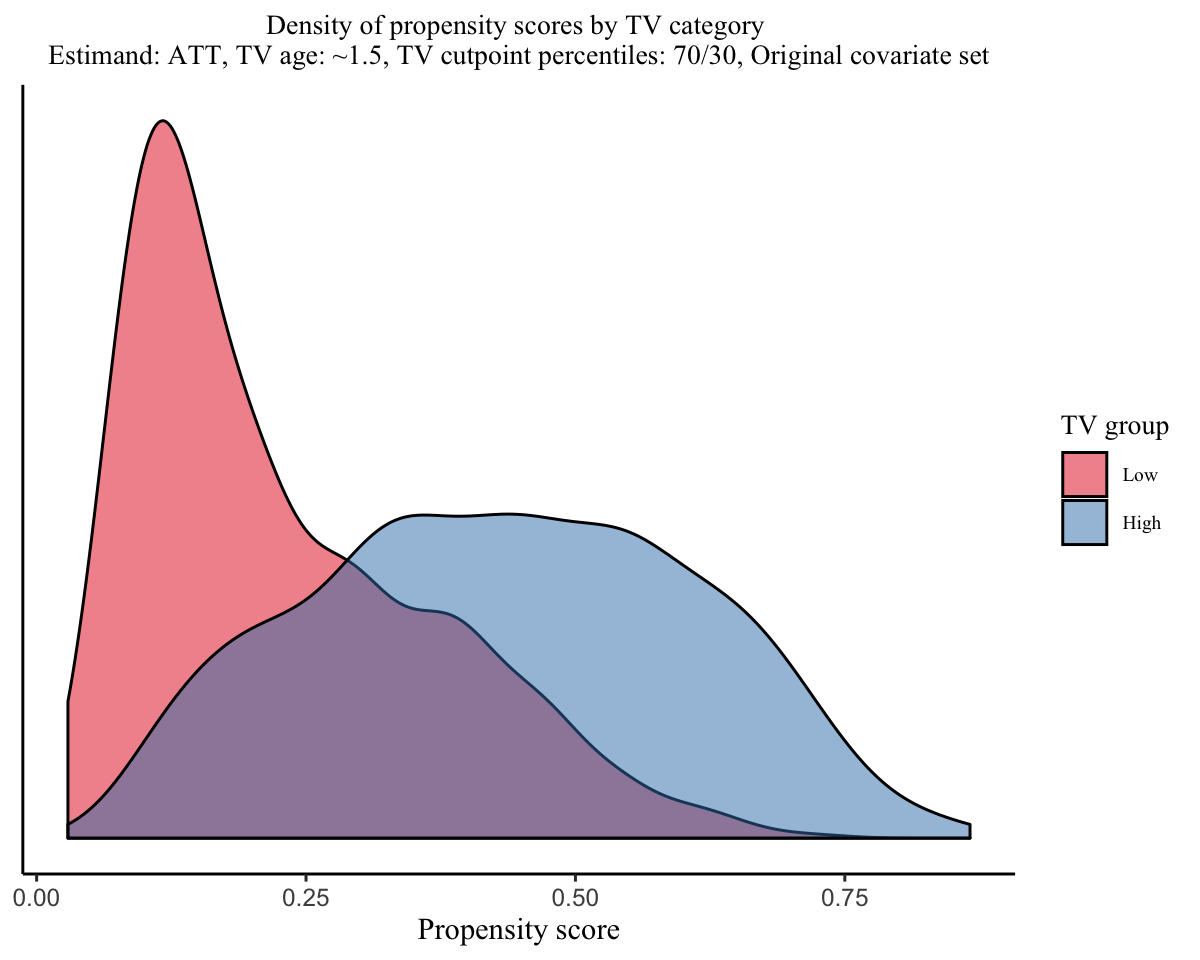 Density of propensity scores by TV category
Estimand: ATT, TV age: ~1.5, TV cutpoint percentiles: 70/30, Original covariate set
TV group
Low
High
0.00
0.25
0.50
0.75
Propensity score